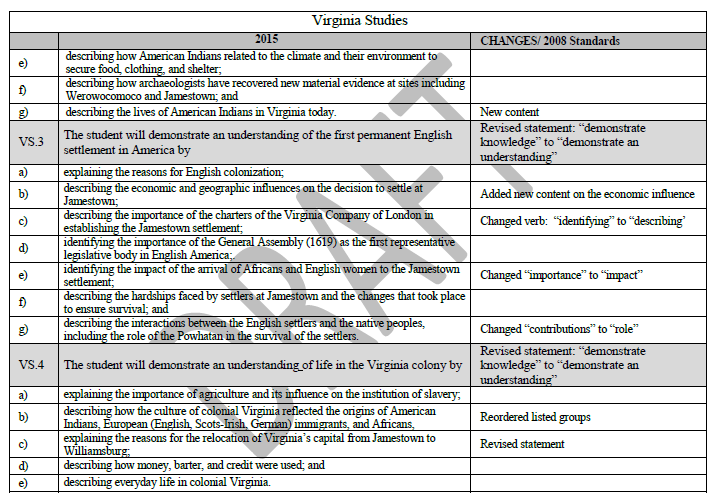 Virginia Studies
2015 CHANGES/ 2008 Standards
e) describing how American Indians related to the climate and their environment to
secure food, clothing, and shelter;
f) describing how archaeologists have recovered new material evidence at sites including
Werowocomoco and Jamestown; and
g) describing the lives of American Indians in Virginia today. New content
VS.3 The student will demonstrate an understanding of the first permanent English
settlement in America by
Revised statement: “demonstrate
knowledge” to “demonstrate an
understanding”
a) explaining the reasons for English colonization;
b) describing the economic and geographic influences on the decision to settle at
Jamestown;
Added new content on the economic influence
c) describing the importance of the charters of the Virginia Company of London in
establishing the Jamestown settlement;
Changed verb: “identifying” to “describing’
d) identifying the importance of the General Assembly (1619) as the first representative
legislative body in English America;
e) identifying the impact of the arrival of Africans and English women to the Jamestown
settlement;
Changed “importance” to “impact”
f) describing the hardships faced by settlers at Jamestown and the changes that took place
to ensure survival; and
g) describing the interactions between the English settlers and the native peoples,
including the role of the Powhatan in the survival of the settlers.
Changed “contributions” to “role”
VS.4 The student will demonstrate an understanding of life in the Virginia colony by
Revised statement: “demonstrate
knowledge” to “demonstrate an
understanding”
a) explaining the importance of agriculture and its influence on the institution of slavery;
b) describing how the culture of colonial Virginia reflected the origins of American
Indians, European (English, Scots-Irish, German) immigrants, and Africans,
Reordered listed groups
c) explaining the reasons for the relocation of Virginia’s capital from Jamestown to
Williamsburg;
Revised statement
d) describing how money, barter, and credit were used; and
e) describing everyday life in colonial Virginia.
DRAFT